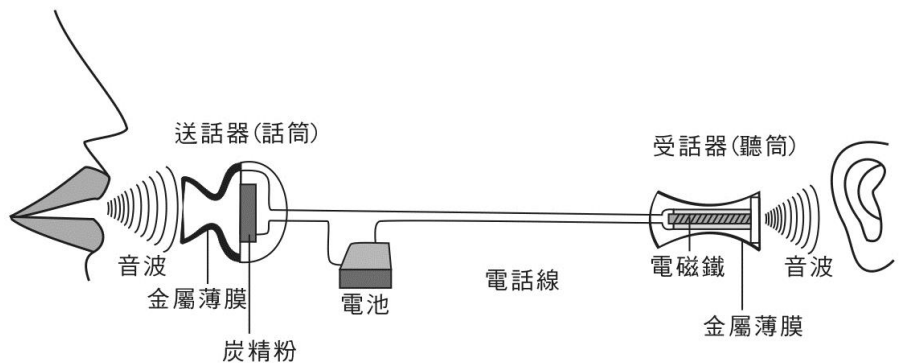 送話器(話筒)
受話器(聽筒)
音波
金屬薄膜
炭精粉
電池
電話線
電磁鐵
音波
金屬薄膜